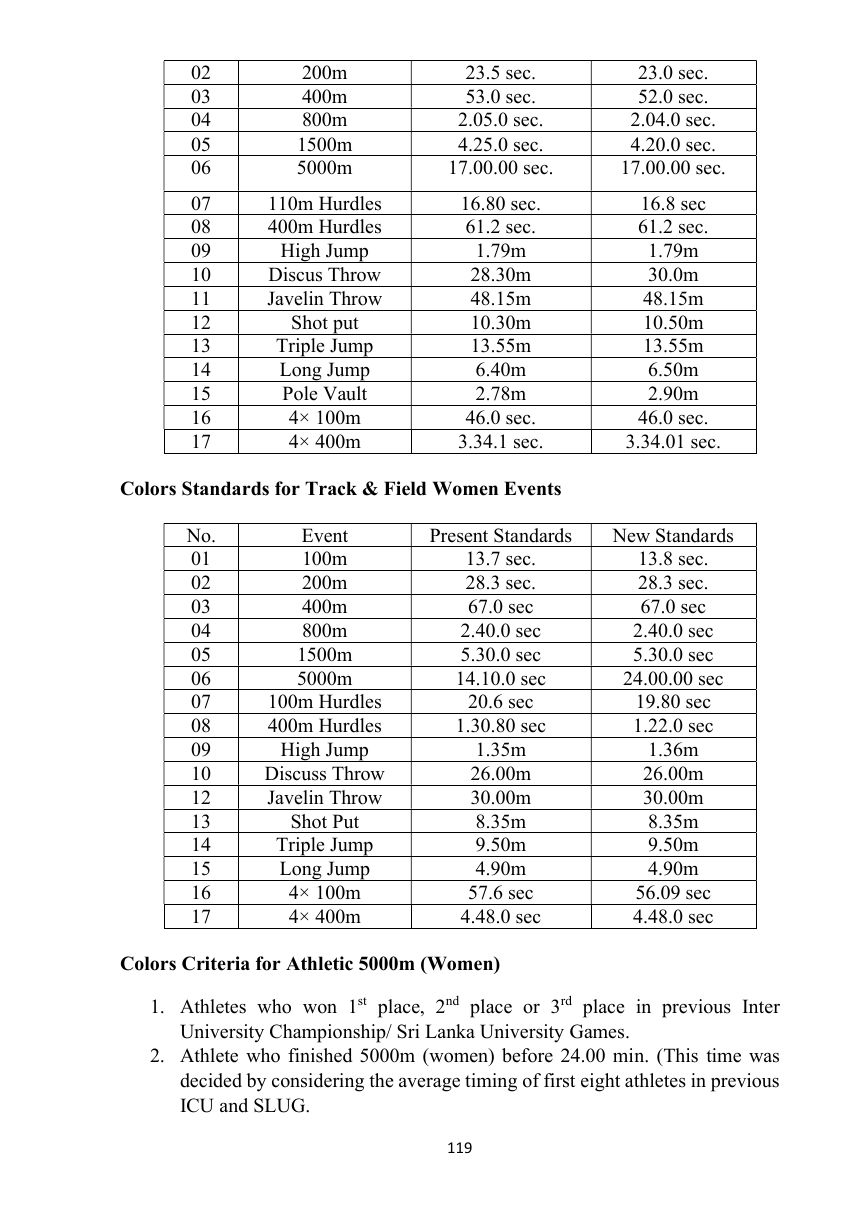 02 200m 23.5 sec. 23.0 sec.
03 400m 53.0 sec. 52.0 sec.
04 800m 2.05.0 sec. 2.04.0 sec.
05 1500m 4.25.0 sec. 4.20.0 sec.
06 5000m 17.00.00 sec. 17.00.00 sec.
07 110m Hurdles 16.80 sec. 16.8 sec
08 400m Hurdles 61.2 sec. 61.2 sec.
09 High Jump 1.79m 1.79m
10 Discus Throw 28.30m 30.0m
11 Javelin Throw 48.15m 48.15m
12 Shot put 10.30m 10.50m
13 Triple Jump 13.55m 13.55m
14 Long Jump 6.40m 6.50m
15 Pole Vault 2.78m 2.90m
16 4× 100m 46.0 sec. 46.0 sec.
17 4× 400m 3.34.1 sec. 3.34.01 sec.
Colors Standards for Track & Field Women Events
No. Event Present Standards New Standards
01 100m 13.7 sec. 13.8 sec.
02 200m 28.3 sec. 28.3 sec.
03 400m 67.0 sec 67.0 sec
04 800m 2.40.0 sec 2.40.0 sec
05 1500m 5.30.0 sec 5.30.0 sec
06 5000m 14.10.0 sec 24.00.00 sec
07 100m Hurdles 20.6 sec 19.80 sec
08 400m Hurdles 1.30.80 sec 1.22.0 sec
09 High Jump 1.35m 1.36m
10 Discuss Throw 26.00m 26.00m
12 Javelin Throw 30.00m 30.00m
13 Shot Put 8.35m 8.35m
14 Triple Jump 9.50m 9.50m
15 Long Jump 4.90m 4.90m
16 4× 100m 57.6 sec 56.09 sec
17 4× 400m 4.48.0 sec 4.48.0 sec
Colors Criteria for Athletic 5000m (Women)
1. Athletes who won 1st place, 2nd place or 3rd place in previous Inter
University Championship/ Sri Lanka University Games.
2. Athlete who finished 5000m (women) before 24.00 min. (This time was
decided by considering the average timing of first eight athletes in previous
ICU and SLUG.
119